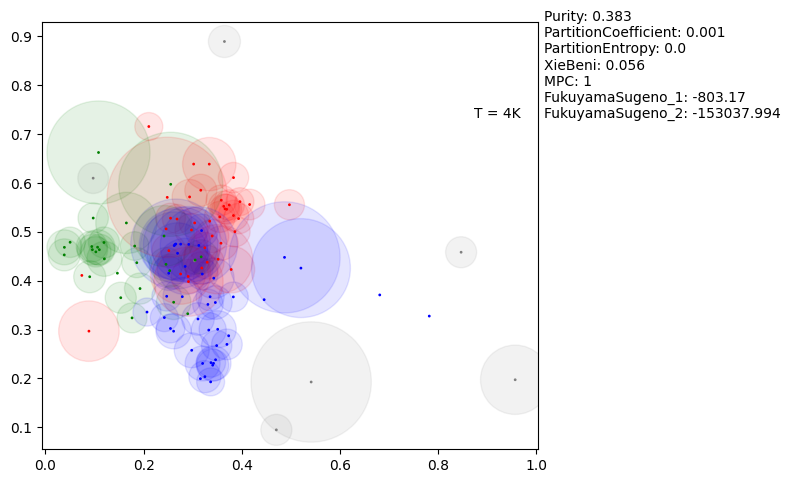 Purity: 0.383
PartitionCoefficient: 0.001
PartitionEntropy: 0.0
XieBeni: 0.056
MPC: 1
FukuyamaSugeno_1: -803.17
FukuyamaSugeno_2: -153037.994
T = 4K
0.9
0.8
0.7
0.6
0.5
0.4
0.3
0.2
0.1
0.0 0.2 0.4 0.6 0.8 1.0